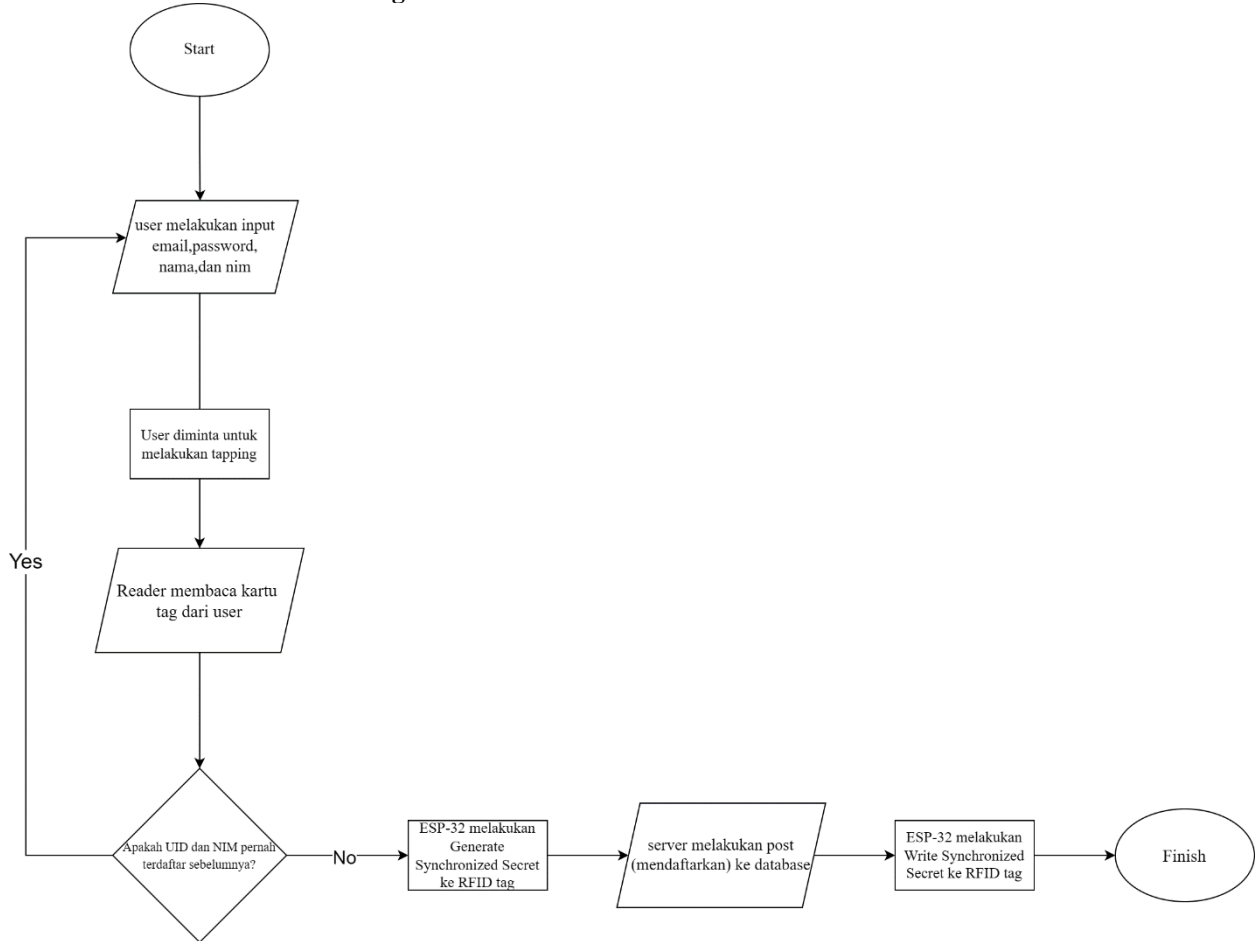 Start
user melakukan input
email,password,
nama,dan nim
User diminta untuk
melakukan tapping
Reader membaca kartu
tag dari user
Yes
Apakah UID dan NIM pernah
terdaftar sebelumnya?
No
ESP-32 melakukan
Generate
Synchronized Secret
ke RFID tag
server melakukan post
(mendaftarkan) ke database
ESP-32 melakukan
Write Synchronized
Secret ke RFID tag
Finish